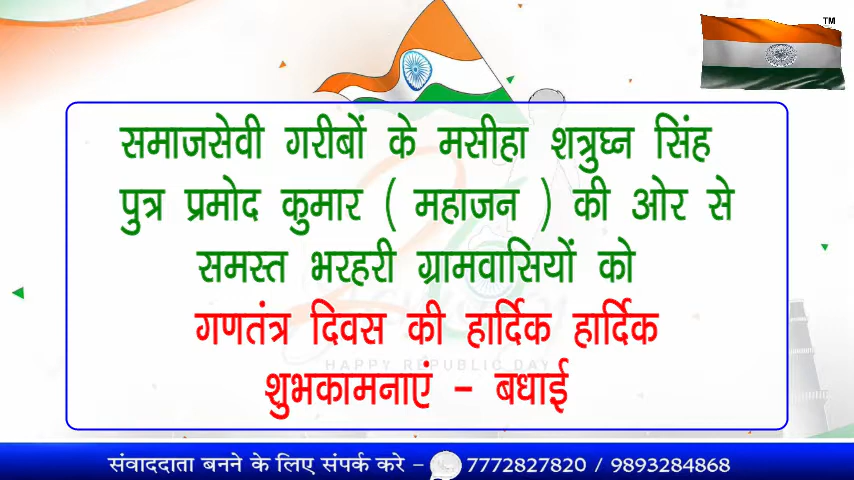 TM
समाजसेवी गरीबों के मसीहा शत्रुघ्न सिंह
पुत्र प्रमोद कुमार ( महाजन ) की ओर से
समस्त भरहरी ग्रामवासियों को
गणतंत्र दिवस की हार्दिक हार्दिक
HAPPY REPUBLIC DAY
शुभकामनाएं - बधाई
संवाददाता बनने के लिए संपर्क करे - 7772827820 / 9893284868